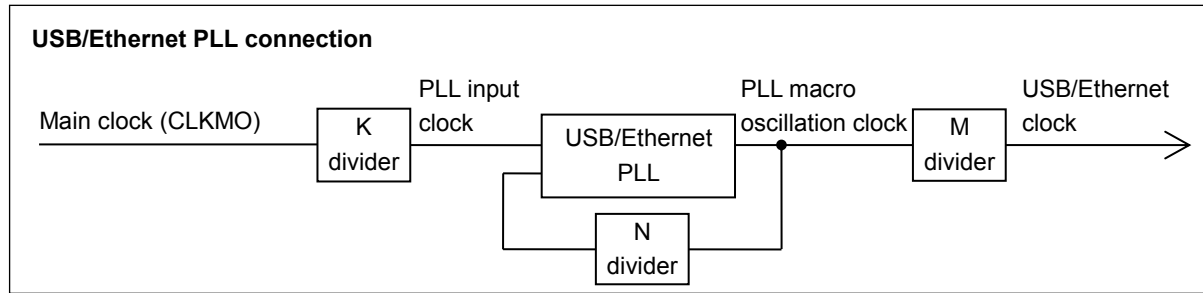 USB/Ethernet PLL connection
Main clock (CLKMO)
K
divider
PLL input
clock
USB/Ethernet
PLL
PLL macro
oscillation clock
M
divider
USB/Ethernet
clock
N
divider